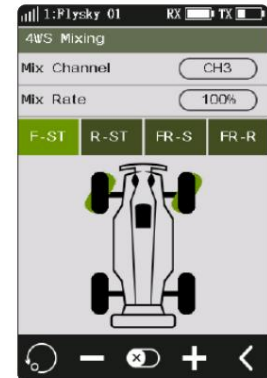 1:Flysky 01 RX TX
4WS Mixing
Mix Channel CH3
Mix Rate 100%
F-ST R-ST FR-S FR-R